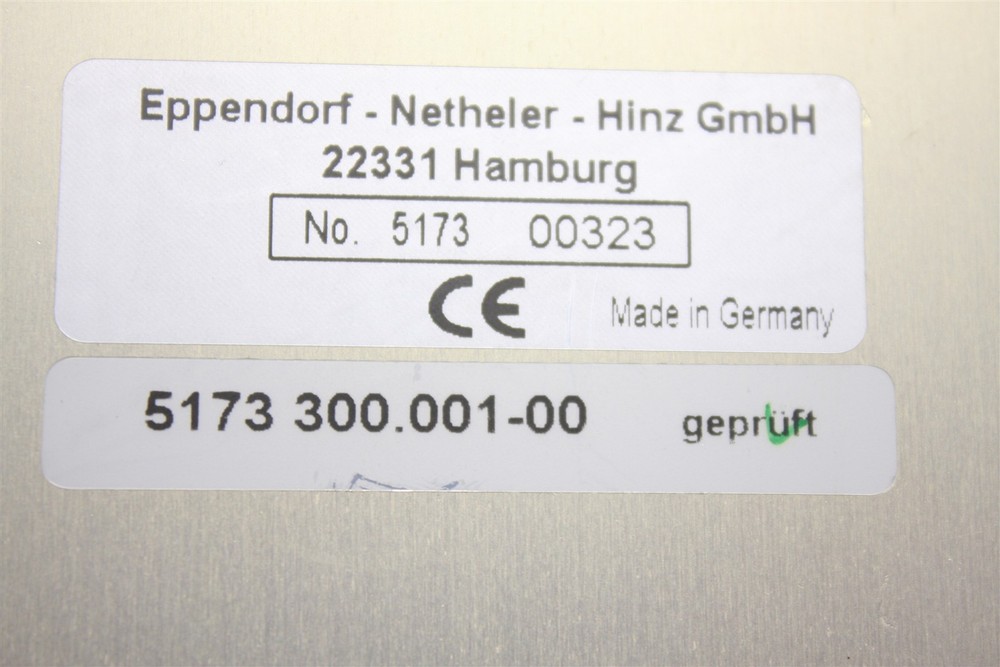 Eppendorf - Netheler - Hinz GmbH
22331 Hamburg
No. 5173 00323
CE
Made in Germany
5173 300.001-00 geprüft